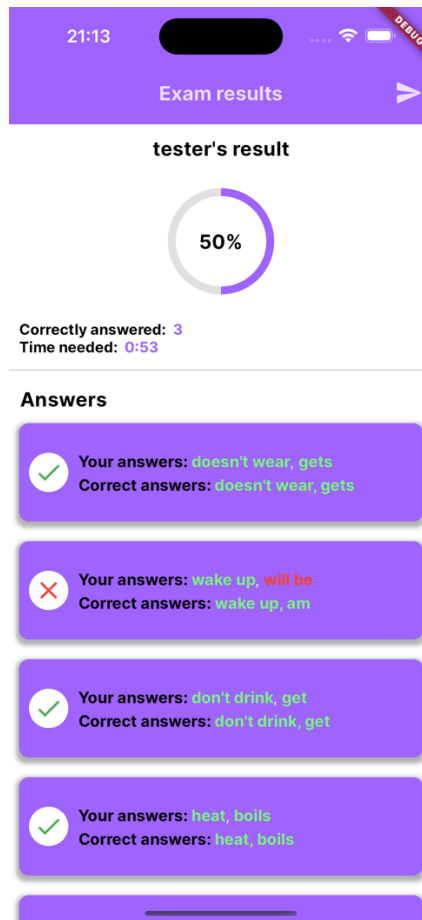 21:13
DEBUG
Exam results
tester's result
50%
Correctly answered: 3
Time needed: 0:53
Answers
Your answers: doesn't wear, gets
Correct answers: doesn't wear, gets
Your answers: wake up, will be
Correct answers: wake up, am
Your answers: don't drink, get
Correct answers: don't drink, get
Your answers: heat, boils
Correct answers: heat, boils